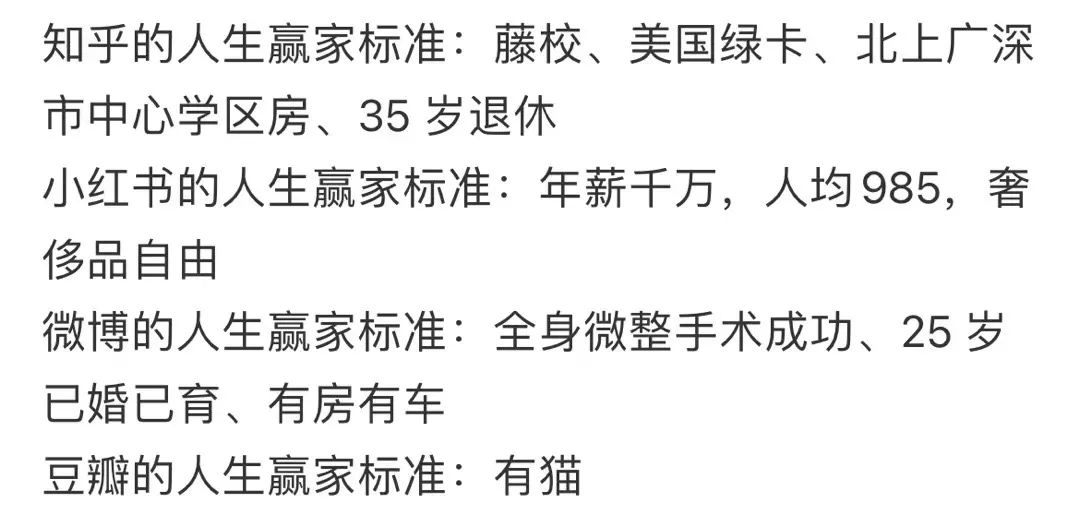 知乎的人生赢家标准：藤校、美国绿卡、北上广深
市中心学区房、35 岁退休
小红书的人生赢家标准：年薪千万，人均985，奢
侈品自由
微博的人生赢家标准：全身微整手术成功、25 岁
已婚已育、有房有车
豆瓣的人生赢家标准：有猫